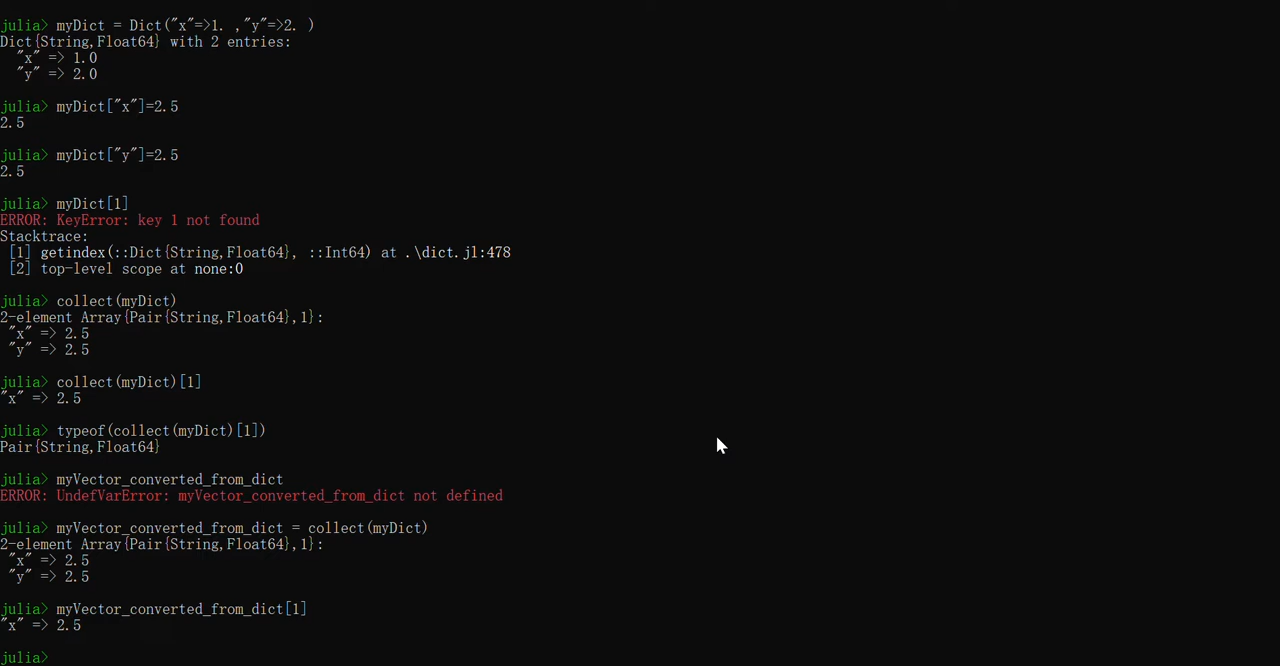 julia> myDict = Dict("x"=>1. ,"y"=>2. )
Dict{String,Float64} with 2 entries:
  "x" => 1.0
  "y" => 2.0
julia> myDict["x"]=2.5
2.5
julia> myDict["y"]=2.5
2.5
julia> myDict[1]
ERROR: KeyError: key 1 not found
Stacktrace:
 [1] getindex(::Dict{String,Float64}, ::Int64) at .\dict.jl:478
 [2] top-level scope at none:0
julia> collect(myDict)
2-element Array{Pair{String,Float64},1}:
 "x" => 2.5
 "y" => 2.5
julia> collect(myDict)[1]
"x" => 2.5
julia> typeof(collect(myDict)[1])
Pair{String,Float64}
julia> myVector_converted_from_dict
ERROR: UndefVarError: myVector_converted_from_dict not defined
julia> myVector_converted_from_dict = collect(myDict)
2-element Array{Pair{String,Float64},1}:
 "x" => 2.5
 "y" => 2.5
julia> myVector_converted_from_dict[1]
"x" => 2.5
julia>